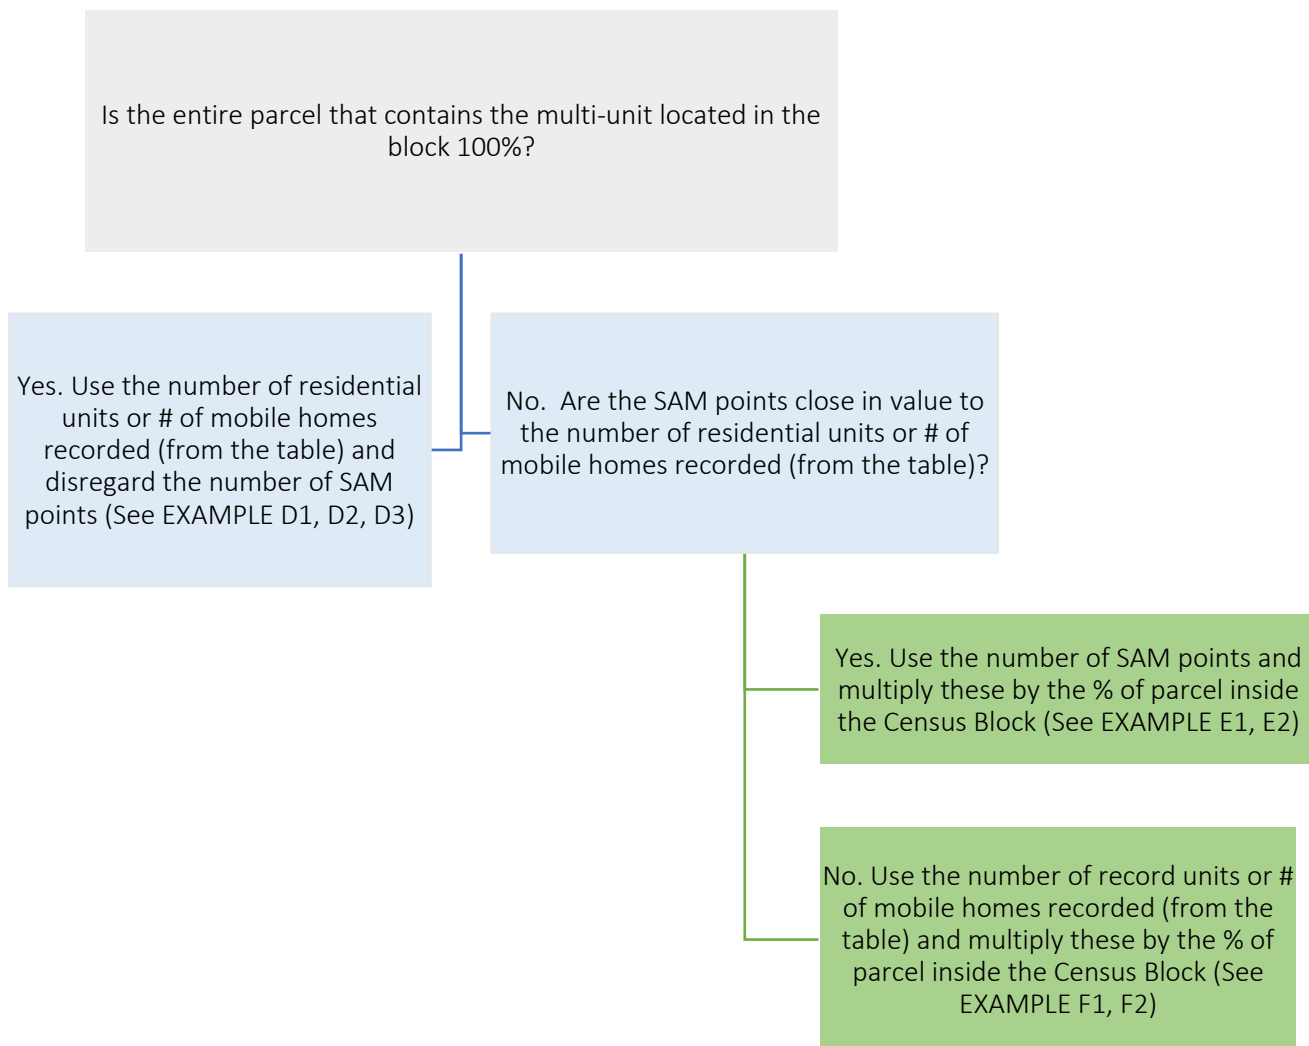 Is the entire parcel that contains the multi-unit located in the
block 100%?
Yes. Use the number of residential
units or # of mobile homes
recorded (from the table) and
disregard the number of SAM
points (See EXAMPLE D1, D2, D3)
No.  Are the SAM points close in value to
the number of residential units or # of
mobile homes recorded (from the table)?
Yes. Use the number of SAM points and
multiply these by the % of parcel inside
the Census Block (See EXAMPLE E1, E2)
No. Use the number of record units or #
of mobile homes recorded (from the
table) and multiply these by the % of
parcel inside the Census Block (See
EXAMPLE F1, F2)